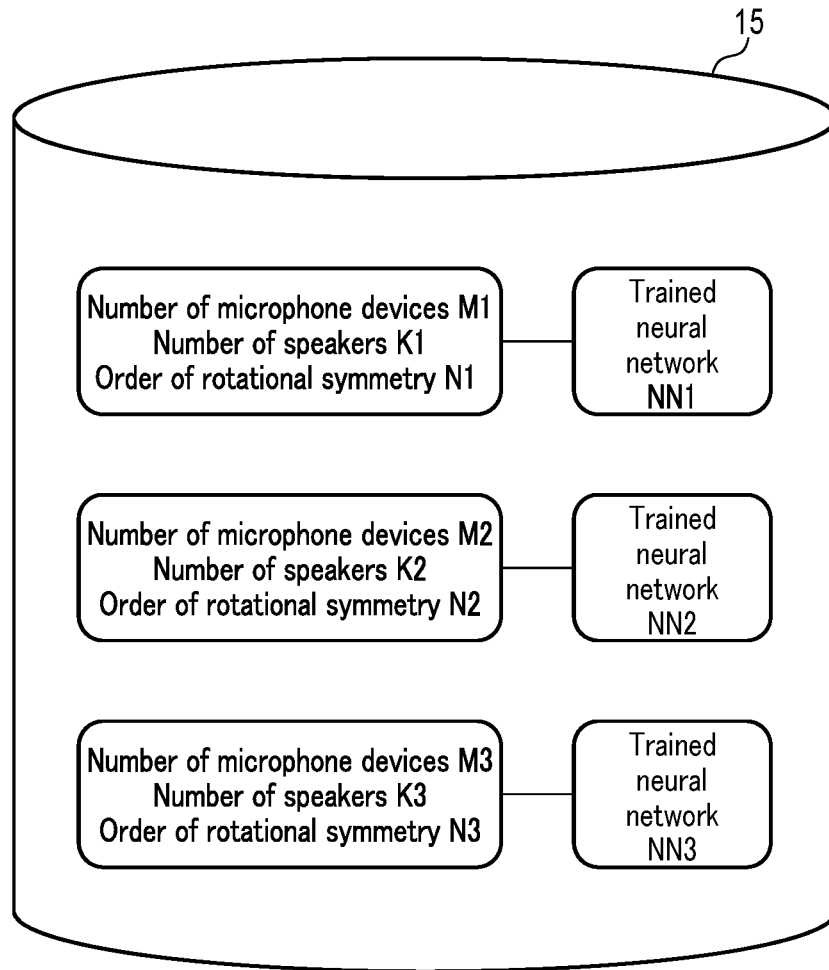 15
Number of microphone devices M1
Number of speakers K1
Order of rotational symmetry N1
Trained
neural
network
NN1
Number of microphone devices M2
Number of speakers K2
Order of rotational symmetry N2
Trained
neural
network
NN2
Number of microphone devices M3
Number of speakers K3
Order of rotational symmetry N3
Trained
neural
network
NN3